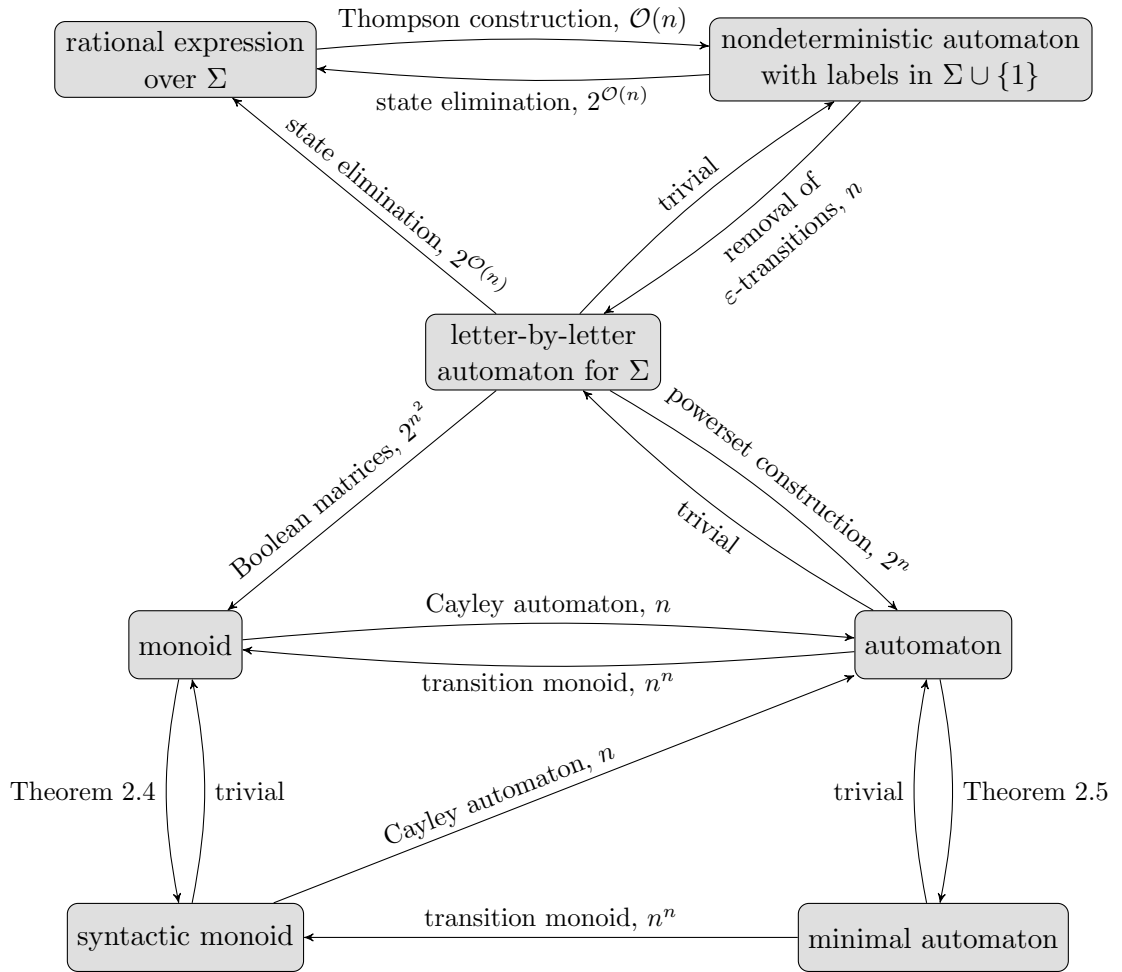 Thompson construction, 𝒪(n)
rational expression
over Σ
nondeterministic automaton
with labels in Σ ∪ {1}
state elimination, 2^𝒪(n)
state elimination, 2^𝒪(n)
trivial
removal of
ε-transitions, n
letter-by-letter
automaton for Σ
Boolean matrices, 2^n^2
powerset construction, 2^n
trivial
Cayley automaton, n
monoid
automaton
transition monoid, n^n
Theorem 2.4
trivial
Cayley automaton, n
trivial
Theorem 2.5
transition monoid, n^n
syntactic monoid
minimal automaton